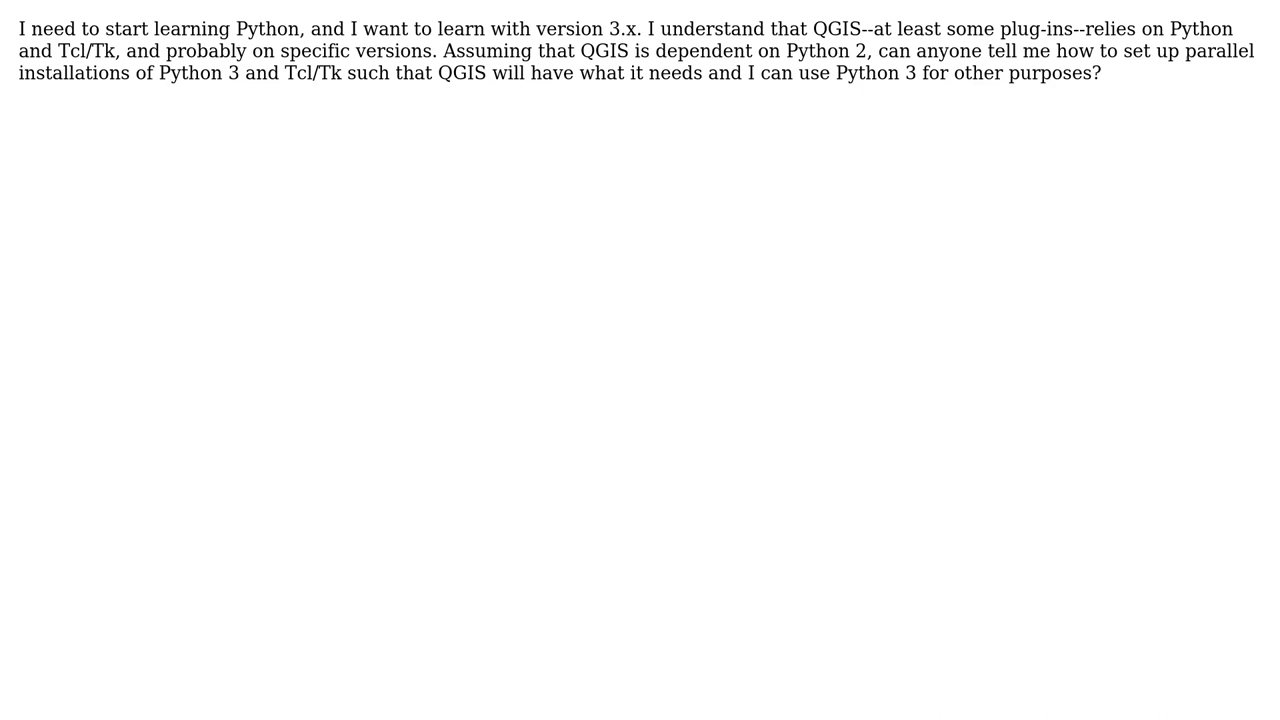 I need to start learning Python, and I want to learn with version 3.x. I understand that QGIS--at least some plug-ins--relies on Python
and Tcl/Tk, and probably on specific versions. Assuming that QGIS is dependent on Python 2, can anyone tell me how to set up parallel
installations of Python 3 and Tcl/Tk such that QGIS will have what it needs and I can use Python 3 for other purposes?